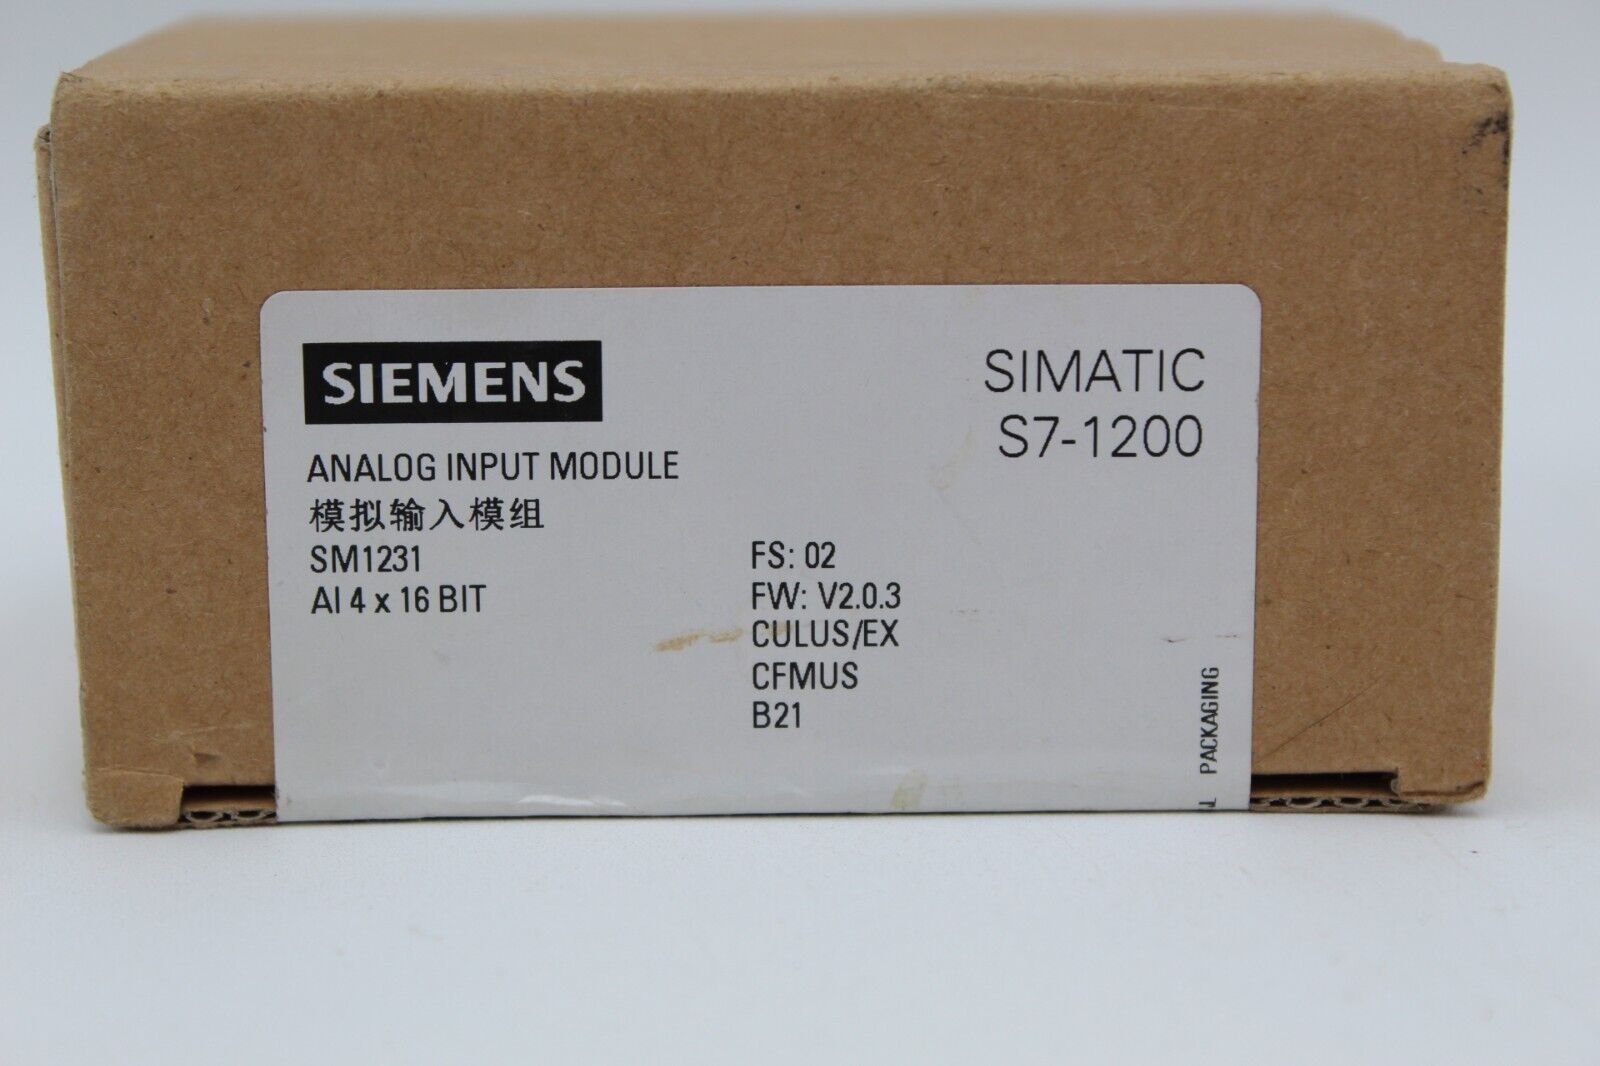 SIEMENS
SIMATIC
S7-1200
ANALOG INPUT MODULE
模拟输入模组
SM1231
AI 4 x 16 BIT
FS: 02
FW: V2.0.3
CULUS/EX
CFMUS
B21
PACKAGING